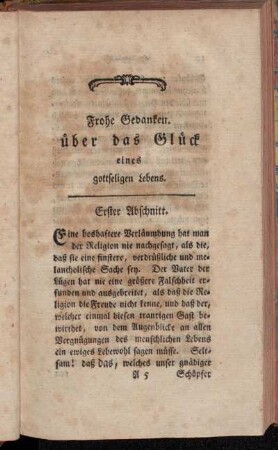 Frohe Gedanken.
über das Glück
eines
gottseligen Lebens.
Erster Abschnitt.
Eine boshaftere Verläumdung hat man
der Religion nie nachgesagt, als die,
daß sie eine finstere, verdrüßliche und me-
lancholische Sache sey. Der Vater der
Lügen hat nie eine größere Falschheit er-
funden und ausgebreitet, als daß die Re-
ligion die Freude nicht kenne, und daß der,
welcher einmal diesen traurigen Gast be-
wirthet, von dem Augenblicke an allen
Vergnügungen des menschlichen Lebens
ein ewiges Lebewohl sagen müsse. Selt-
sam! daß das, welches unser gnädiger
A 5 Schöpfer